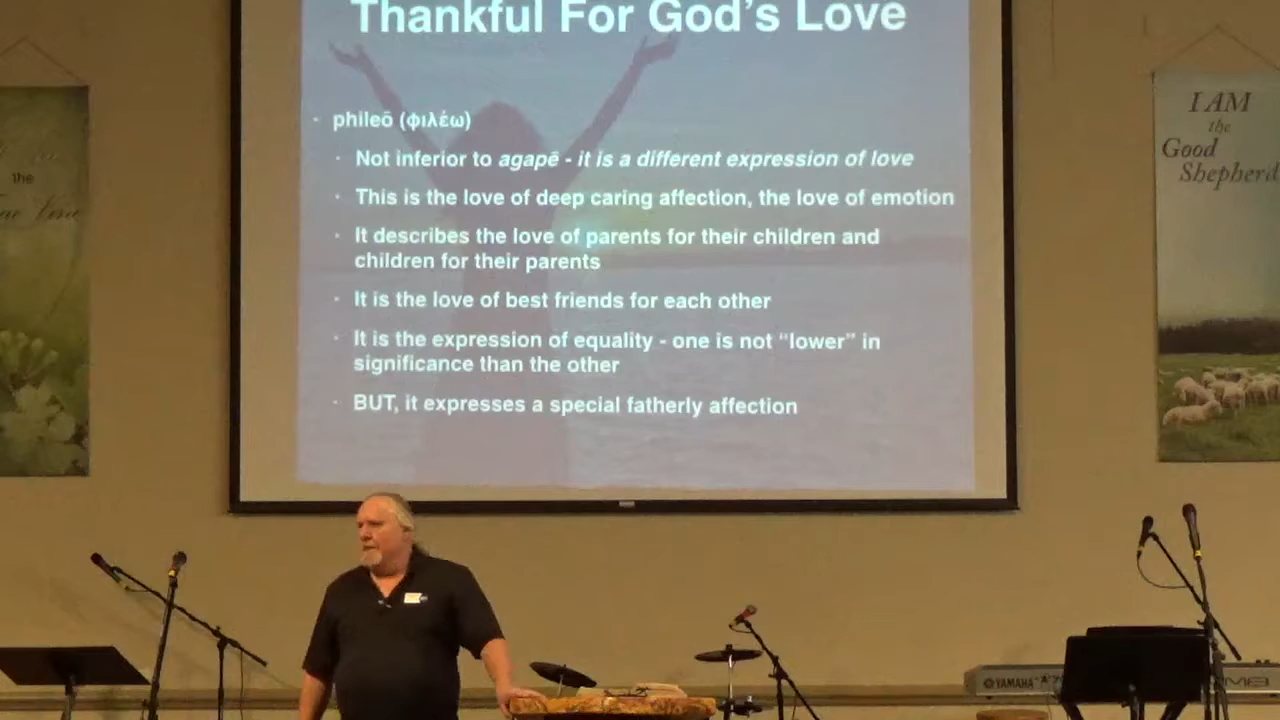 Thankful For God's Love
phileō (φιλέω)
Not inferior to agapē - it is a different expression of love
This is the love of deep caring affection, the love of emotion
It describes the love of parents for their children and
children for their parents
It is the love of best friends for each other
It is the expression of equality - one is not “lower” in
significance than the other
BUT, it expresses a special fatherly affection
the
I AM
the
Good
Shepherd
YAMAHA